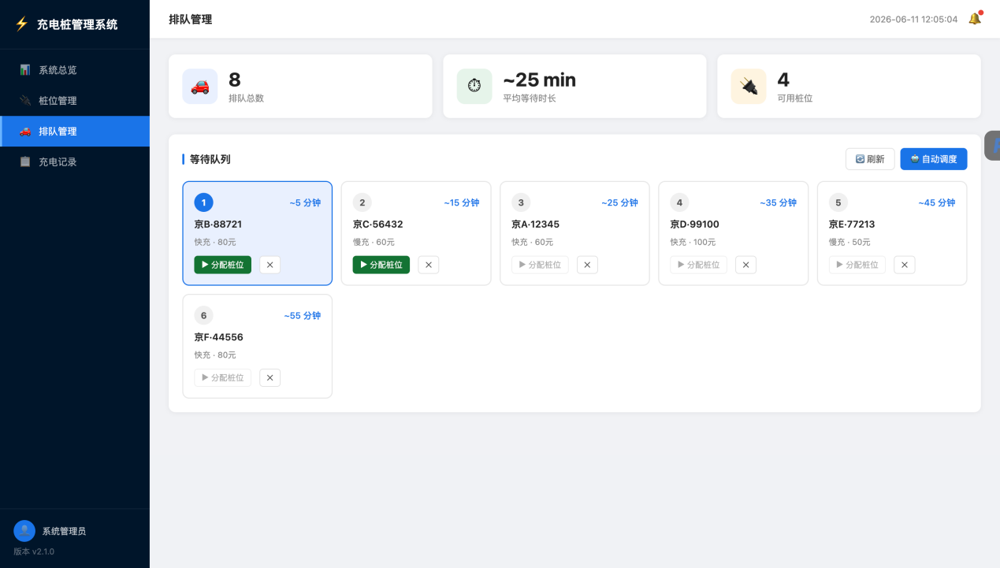 充电桩管理系统
系统总览
桩位管理
排队管理
充电记录
系统管理员
版本 v2.1.0
排队管理
2026-06-11 12:05:04
8
排队总数
~25 min
平均等待时长
4
可用桩位
等待队列
刷新
自动调度
1
~5 分钟
京B·88721
快充 · 80元
▶ 分配桩位
✕
2
~15 分钟
京C·56432
慢充 · 60元
▶ 分配桩位
✕
3
~25 分钟
京A·12345
快充 · 60元
▶ 分配桩位
✕
4
~35 分钟
京D·99100
快充 · 100元
▶ 分配桩位
✕
5
~45 分钟
京E·77213
慢充 · 50元
▶ 分配桩位
✕
6
~55 分钟
京F·44556
快充 · 80元
▶ 分配桩位
✕